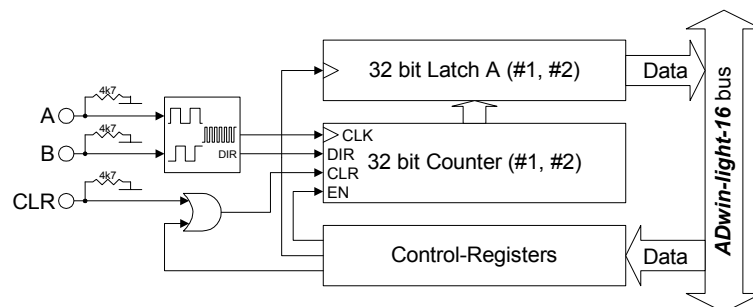 32 bit Latch A (#1, #2)
Data
4k7
A
4k7
B
DIR
CLK
DIR
CLR
EN
32 bit Counter (#1, #2)
4k7
CLR
Control-Registers
Data
ADwin-light-16 bus